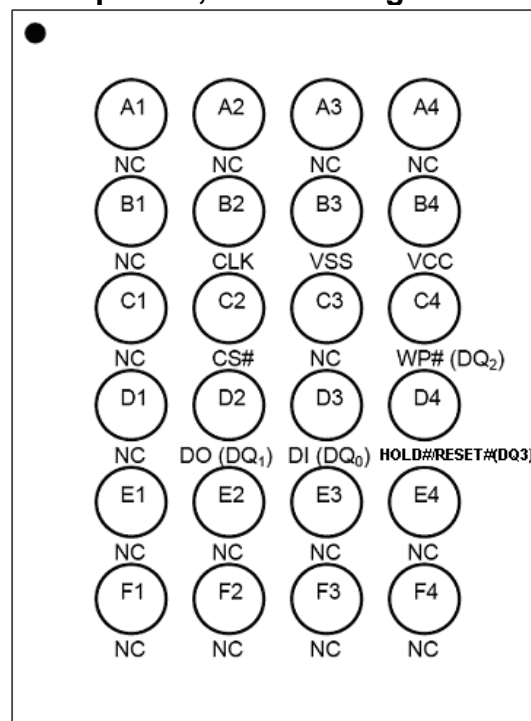 A1 A2 A3 A4
NC NC NC NC
B1 B2 B3 B4
NC CLK VSS VCC
C1 C2 C3 C4
NC CS# NC WP# (DQ₂)
D1 D2 D3 D4
NC DO (DQ₁) DI (DQ₀) HOLD#/RESET#(DQ3)
E1 E2 E3 E4
NC NC NC NC
F1 F2 F3 F4
NC NC NC NC